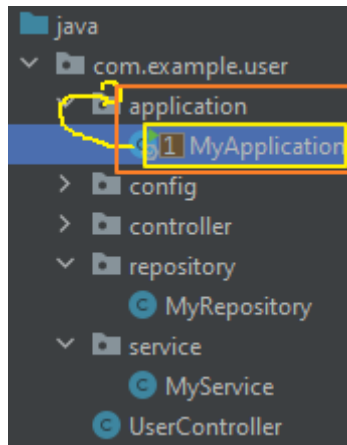 java
com.example.user
application
1 MyApplication
config
controller
repository
MyRepository
service
MyService
UserController